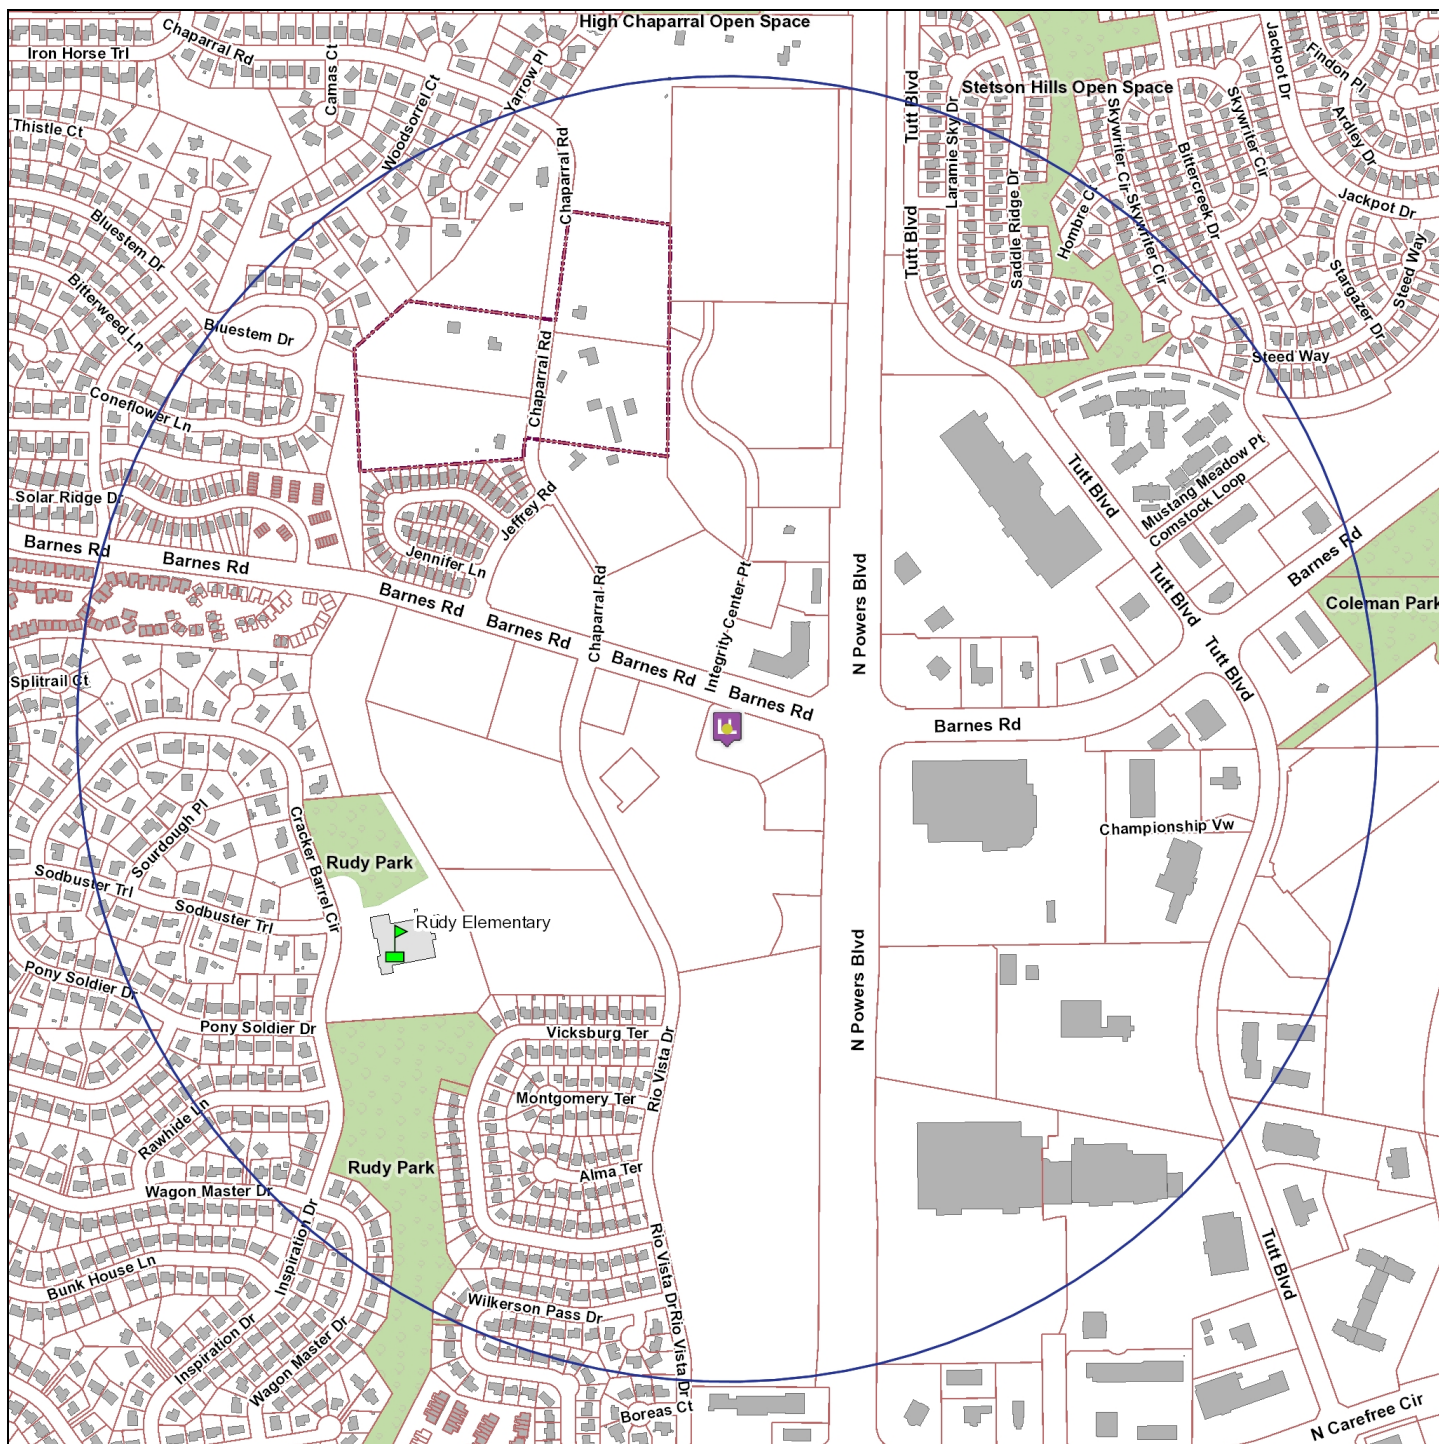 High Chaparral Open Space
Chaparral Rd
Iron Horse Trl
Camas Ct
Yarrow Pl
Woodsorrel Ct
Thistle Ct
Tutt Blvd
Stetson Hills Open Space
Laramie Sky Dr
Saddle Ridge Dr
Jackpot Dr
Findon Pl
Ardley Dr
Skywriter Cir
Skywriter Cir
Skywriter Cir
Bittercreek Dr
Hombre Ct
Jackpot Dr
Steed Way
Stargazer Dr
Steed Way
Chaparral Rd
Tutt Blvd
Bluestem Dr
Bitterweed Ln
Bluestem Dr
Coneflower Ln
Chaparral Rd
Solar Ridge Dr
Jeffrey Rd
Jennifer Ln
Tutt Blvd
Mustang Meadow Pt
Comstock Loop
Barnes Rd
Barnes Rd
Barnes Rd
Barnes Rd
Barnes Rd
Barnes Rd
Barnes Rd
Chaparral Rd
Integrity Center Pt
N Powers Blvd
Tutt Blvd
Coleman Park
Tutt Blvd
Splitrail Ct
Barnes Rd
Championship Vw
Sourdough Pl
Cracker Barrel Cir
Rudy Park
Sodbuster Trl
Sodbuster Trl
Rudy Elementary
N Powers Blvd
Pony Soldier Dr
Pony Soldier Dr
Vicksburg Ter
Rio Vista Dr
Montgomery Ter
Rawhide Ln
Rudy Park
Alma Ter
Wagon Master Dr
Inspiration Dr
Rio Vista Dr
Bunk House Ln
Wilkerson Pass Dr
Inspiration Dr
Wagon Master Dr
Rio Vista Dr
Boreas Ct
Tutt Blvd
N Carefree Cir